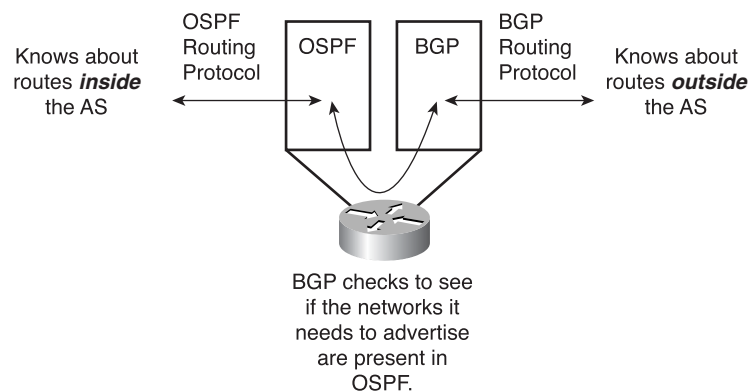 Knows about
routes inside
the AS
OSPF
Routing
Protocol
OSPF
BGP
BGP
Routing
Protocol
Knows about
routes outside
the AS
BGP checks to see
if the networks it
needs to advertise
are present in
OSPF.